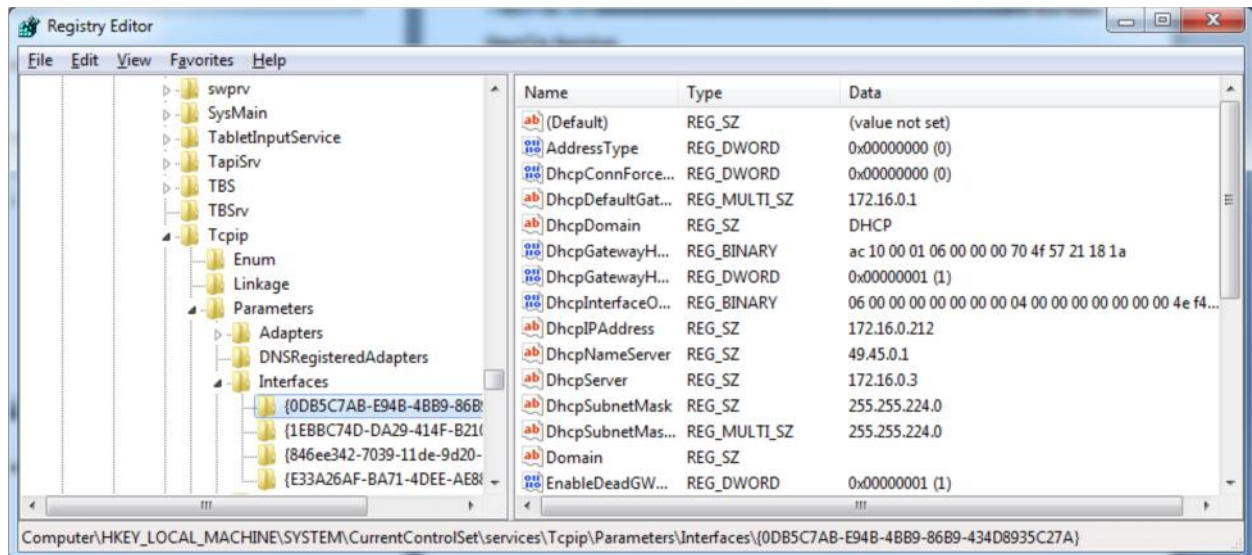 Registry Editor
File Edit View Favorites Help
swprv
SysMain
TabletInputService
TapiSrv
TBS
TBSrv
Tcpip
Enum
Linkage
Parameters
Adapters
DNSRegisteredAdapters
Interfaces
{0DB5C7AB-E94B-4BB9-86B9
{1EBBC74D-DA29-414F-B210
{846ee342-7039-11de-9d20-
{E33A26AF-BA71-4DEE-AE88
Name Type Data
(Default) REG_SZ (value not set)
AddressType REG_DWORD 0x00000000 (0)
DhcpConnForce... REG_DWORD 0x00000000 (0)
DhcpDefaultGat... REG_MULTI_SZ 172.16.0.1
DhcpDomain REG_SZ DHCP
DhcpGatewayH... REG_BINARY ac 10 00 01 06 00 00 00 70 4f 57 21 18 1a
DhcpGatewayH... REG_DWORD 0x00000001 (1)
DhcpInterfaceO... REG_BINARY 06 00 00 00 00 00 00 00 04 00 00 00 00 00 00 00 4e f4...
DhcpIPAddress REG_SZ 172.16.0.212
DhcpNameServer REG_SZ 49.45.0.1
DhcpServer REG_SZ 172.16.0.3
DhcpSubnetMask REG_SZ 255.255.224.0
DhcpSubnetMas... REG_MULTI_SZ 255.255.224.0
Domain REG_SZ
EnableDeadGW... REG_DWORD 0x00000001 (1)
Computer\HKEY_LOCAL_MACHINE\SYSTEM\CurrentControlSet\services\Tcpip\Parameters\Interfaces\{0DB5C7AB-E94B-4BB9-86B9-434D8935C27A}